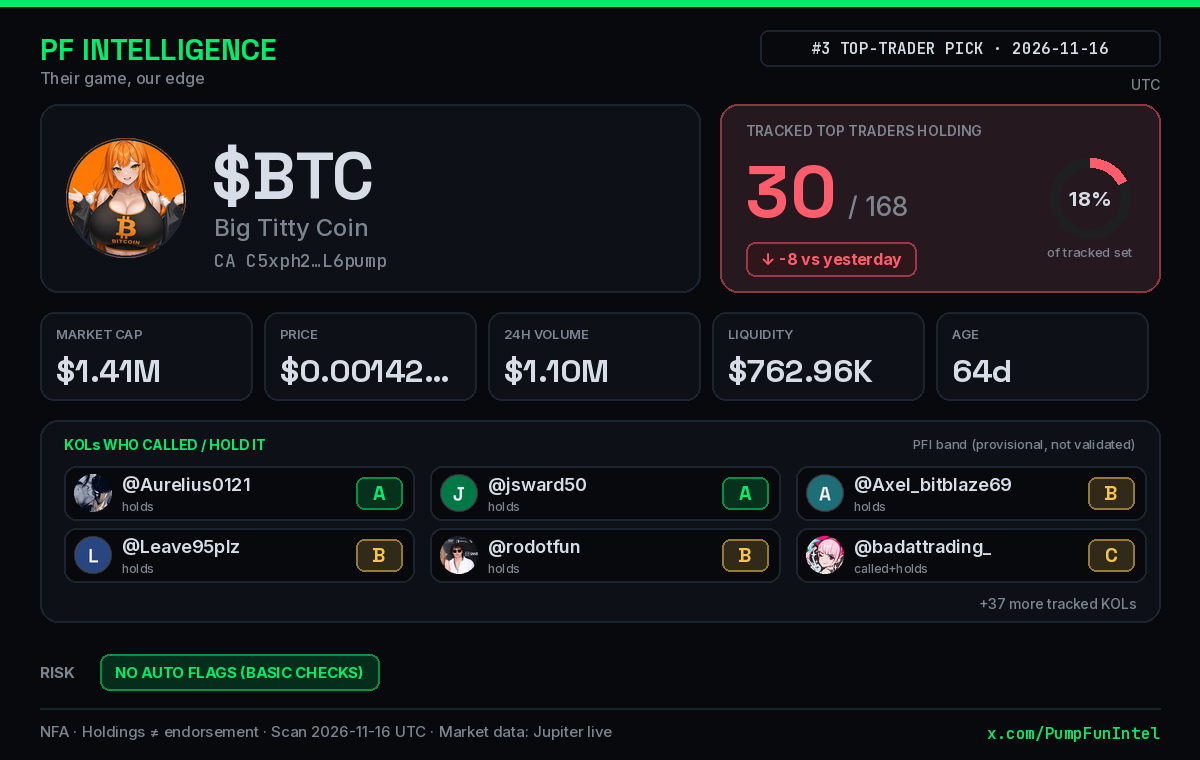 PF INTELLIGENCE
Their game, our edge
#3 TOP-TRADER PICK · 2026-11-16
UTC
$BTC
Big Titty Coin
CA C5xph2…L6pump
B
BITCOIN
TRACKED TOP TRADERS HOLDING
30 / 168
↓ -8 vs yesterday
18%
of tracked set
MARKET CAP
$1.41M
PRICE
$0.00142…
24H VOLUME
$1.10M
LIQUIDITY
$762.96K
AGE
64d
KOLs WHO CALLED / HOLD IT
PFI band (provisional, not validated)
@Aurelius0121
holds
A
J
@jsward50
holds
A
A
@Axel_bitblaze69
holds
B
L
@Leave95plz
holds
B
@rodotfun
holds
B
@badattrading_
called+holds
C
+37 more tracked KOLs
RISK
NO AUTO FLAGS (BASIC CHECKS)
NFA · Holdings ≠ endorsement · Scan 2026-11-16 UTC · Market data: Jupiter live
x.com/PumpFunIntel